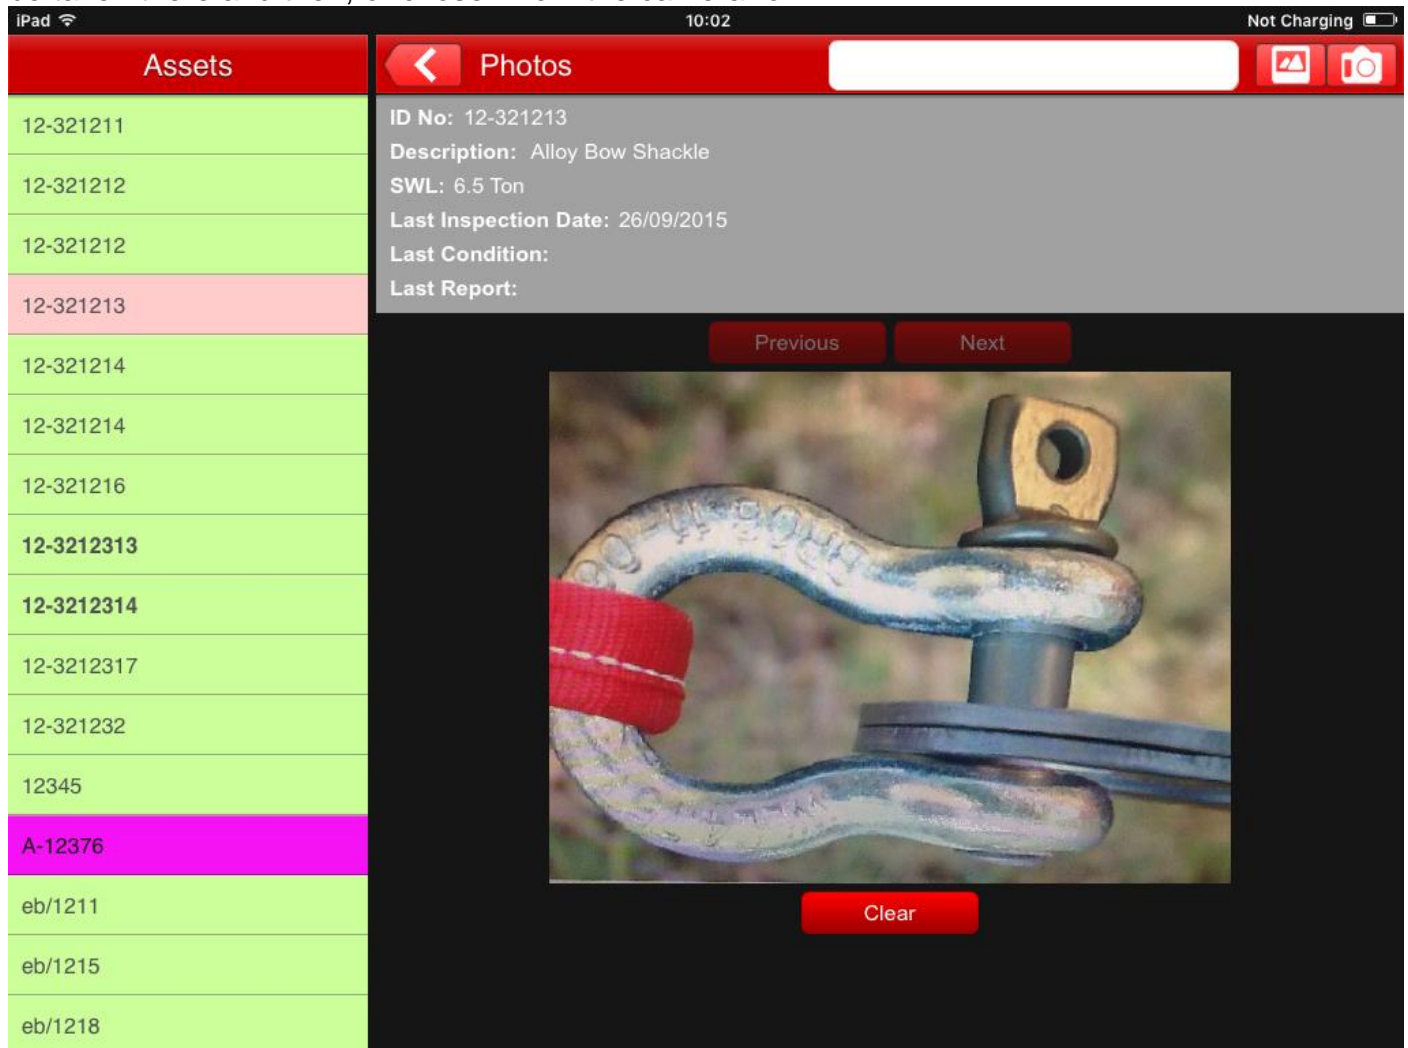 iPad
10:02
Not Charging
Assets
Photos
12-321211
12-321212
12-321212
12-321213
12-321214
12-321214
12-321216
12-3212313
12-3212314
12-3212317
12-321232
12345
A-12376
eb/1211
eb/1215
eb/1218
ID No: 12-321213
Description: Alloy Bow Shackle
SWL: 6.5 Ton
Last Inspection Date: 26/09/2015
Last Condition:
Last Report:
Previous
Next
Clear